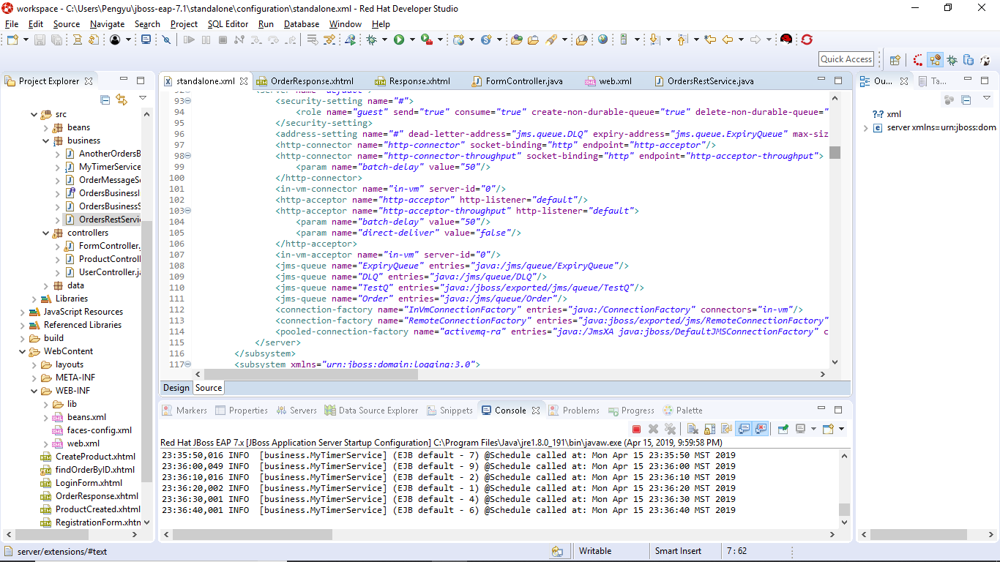 workspace - C:\Users\Pengyu\jboss-eap-7.1\standalone\configuration\standalone.xml - Red Hat Developer Studio
File Edit Source Navigate Search Project SQL Editor Run Database Window Help
Quick Access
Project Explorer
src
beans
business
AnotherOrdersB
MyTimerService
OrderMessageSe
OrdersBusinessI
OrdersBusinessS
OrdersRestServic
controllers
FormController.
ProductControll
UserController.ja
data
Libraries
JavaScript Resources
Referenced Libraries
build
WebContent
layouts
META-INF
WEB-INF
lib
beans.xml
faces-config.xml
web.xml
CreateProduct.xhtml
findOrderByID.xhtml
LoginForm.xhtml
OrderResponse.xhtml
ProductCreated.xhtml
RegistrationForm.xhtm
standalone.xml OrderResponse.xhtml Response.xhtml FormController.java web.xml OrdersRestService.java
92 <server name="default">
93 <security-setting name="#">
94 <role name="guest" send="true" consume="true" create-non-durable-queue="true" delete-non-durable-queue="
95 </security-setting>
96 <address-setting name="#" dead-letter-address="jms.queue.DLQ" expiry-address="jms.queue.ExpiryQueue" max-siz
97 <http-connector name="http-connector" socket-binding="http" endpoint="http-acceptor"/>
98 <http-connector name="http-connector-throughput" socket-binding="http" endpoint="http-acceptor-throughput">
99 <param name="batch-delay" value="50"/>
100 </http-connector>
101 <in-vm-connector name="in-vm" server-id="0"/>
102 <http-acceptor name="http-acceptor" http-listener="default"/>
103 <http-acceptor name="http-acceptor-throughput" http-listener="default">
104 <param name="batch-delay" value="50"/>
105 <param name="direct-deliver" value="false"/>
106 </http-acceptor>
107 <in-vm-acceptor name="in-vm" server-id="0"/>
108 <jms-queue name="ExpiryQueue" entries="java:/jms/queue/ExpiryQueue"/>
109 <jms-queue name="DLQ" entries="java:/jms/queue/DLQ"/>
110 <jms-queue name="TestQ" entries="java:/jboss/exported/jms/queue/TestQ"/>
111 <jms-queue name="Order" entries="java:/jms/queue/Order"/>
112 <connection-factory name="InVmConnectionFactory" entries="java:/ConnectionFactory" connectors="in-vm"/>
113 <connection-factory name="RemoteConnectionFactory" entries="java:jboss/exported/jms/RemoteConnectionFactory"
114 <pooled-connection-factory name="activemq-ra" entries="java:/JmsXA java:jboss/DefaultJMSConnectionFactory" c
115 </server>
116 </subsystem>
117 <subsystem xmlns="urn:jboss:domain:logging:3.0">
Design Source
Ou... Ta...
xml
server xmlns=urn:jboss:dom
Markers Properties Servers Data Source Explorer Snippets Console Problems Progress Palette
Red Hat JBoss EAP 7.x [JBoss Application Server Startup Configuration] C:\Program Files\Java\jre1.8.0_191\bin\javaw.exe (Apr 15, 2019, 9:59:58 PM)
23:35:50,016 INFO [business.MyTimerService] (EJB default - 7) @Schedule called at: Mon Apr 15 23:35:50 MST 2019
23:36:00,049 INFO [business.MyTimerService] (EJB default - 9) @Schedule called at: Mon Apr 15 23:36:00 MST 2019
23:36:10,016 INFO [business.MyTimerService] (EJB default - 2) @Schedule called at: Mon Apr 15 23:36:10 MST 2019
23:36:20,002 INFO [business.MyTimerService] (EJB default - 1) @Schedule called at: Mon Apr 15 23:36:20 MST 2019
23:36:30,001 INFO [business.MyTimerService] (EJB default - 4) @Schedule called at: Mon Apr 15 23:36:30 MST 2019
23:36:40,001 INFO [business.MyTimerService] (EJB default - 6) @Schedule called at: Mon Apr 15 23:36:40 MST 2019
server/extensions/#text Writable Smart Insert 7 : 62